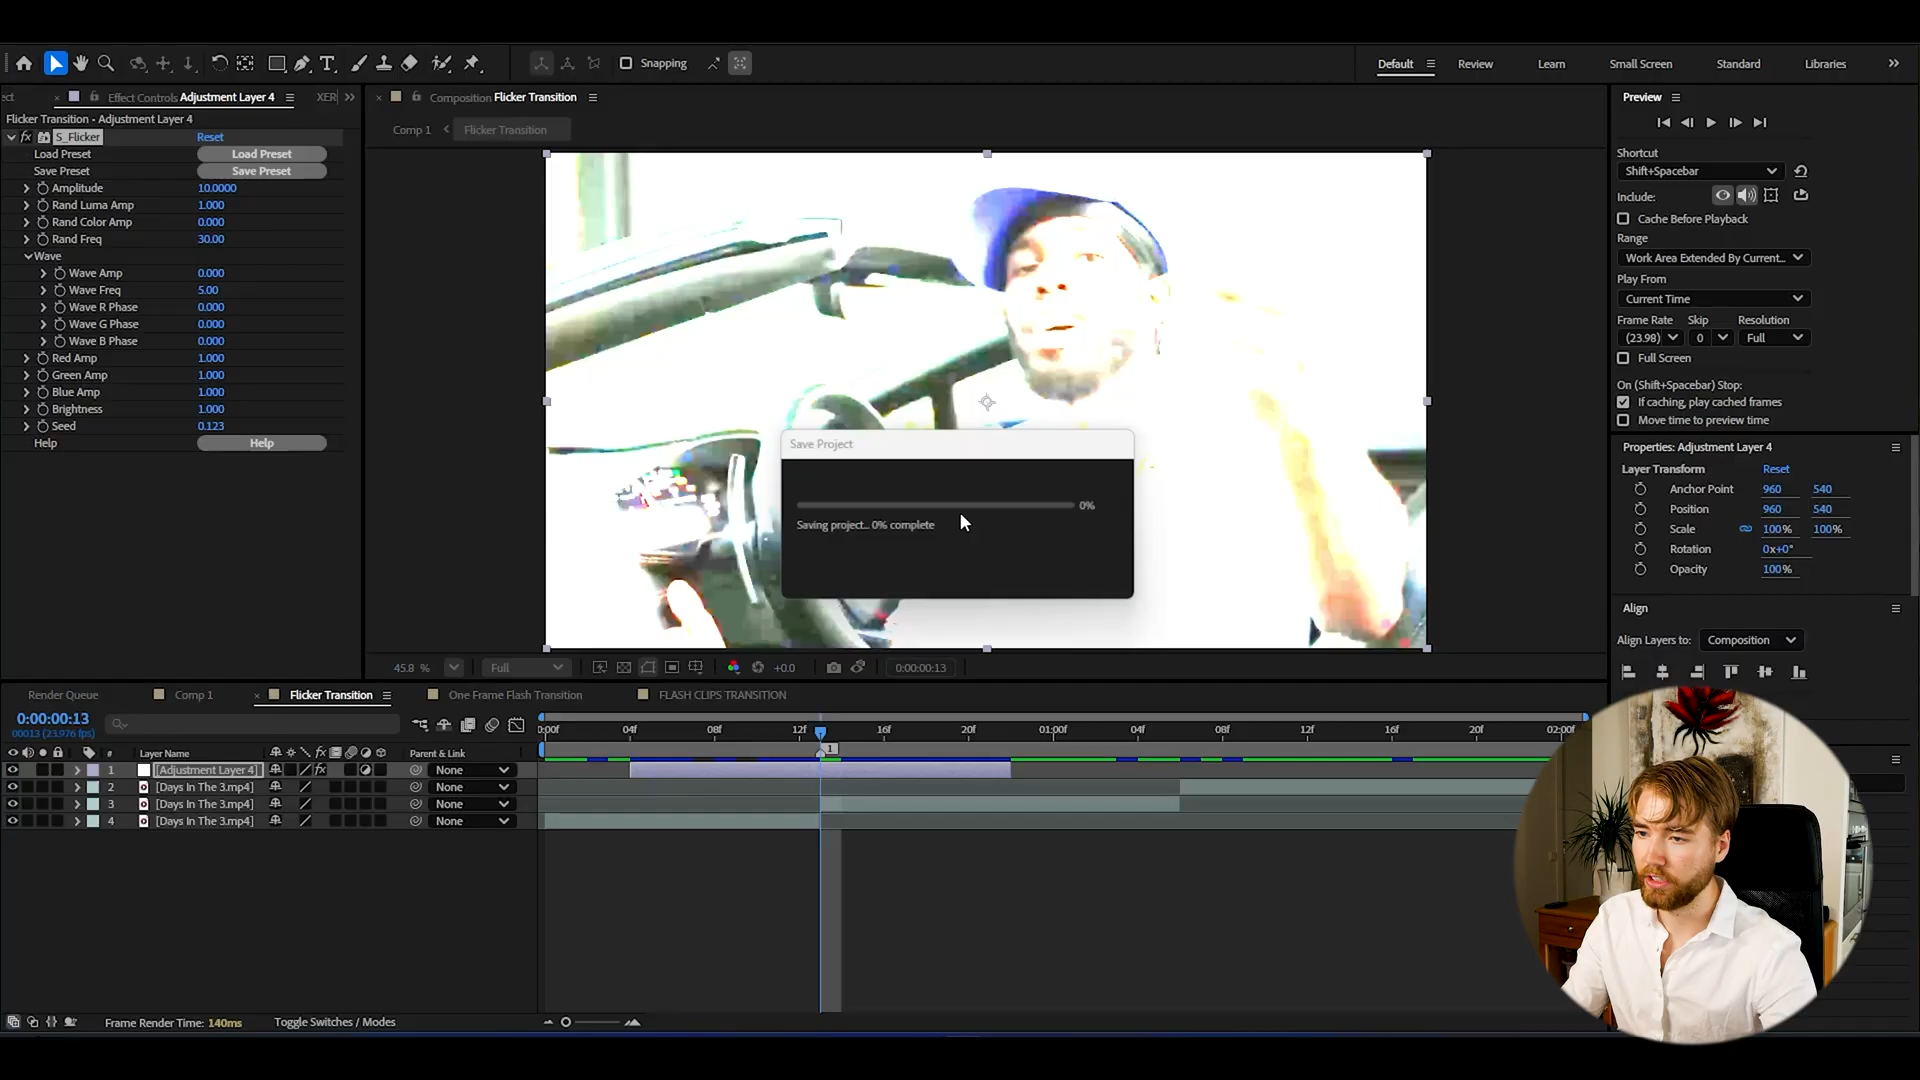 Snapping
Default
Review
Learn
Small Screen
Standard
Libraries
ect
Effect Controls Adjustment Layer 4
XER
Composition Flicker Transition
Preview
Flicker Transition • Adjustment Layer 4
Comp 1
Flicker Transition
fx S_Flicker Reset
Load Preset Load Preset
Save Preset Save Preset
Amplitude 10.0000
Rand Luma Amp 1.000
Rand Color Amp 0.000
Rand Freq 30.00
Wave
Wave Amp 0.000
Wave Freq 5.00
Wave R Phase 0.000
Wave G Phase 0.000
Wave B Phase 0.000
Red Amp 1.000
Green Amp 1.000
Blue Amp 1.000
Brightness 1.000
Seed 0.123
Help Help
Save Project
0%
Saving project... 0% complete
45.8 %
Full
+0.0
0:00:00:13
Shortcut
Shift+Spacebar
Include:
Cache Before Playback
Range
Work Area Extended By Current...
Play From
Current Time
Frame Rate Skip Resolution
(23.98) 0 Full
Full Screen
On (Shift+Spacebar) Stop:
If caching, play cached frames
Move time to preview time
Properties: Adjustment Layer 4
Layer Transform Reset
Anchor Point 960 540
Position 960 540
Scale 100% 100%
Rotation 0x+0°
Opacity 100%
Align
Align Layers to: Composition
Render Queue
Comp 1
Flicker Transition
One Frame Flash Transition
FLASH CLIPS TRANSITION
0:00:00:13
00013 (23.976 fps)
0:00f 04f 08f 12f 16f 20f 01:00f 04f 08f 12f 16f 02:00f
1
# Layer Name fx Parent & Link
1 [Adjustment Layer 4] fx None
2 [Days In The 3.mp4] None
3 [Days In The 3.mp4] None
4 [Days In The 3.mp4] None
Frame Render Time: 140ms
Toggle Switches / Modes